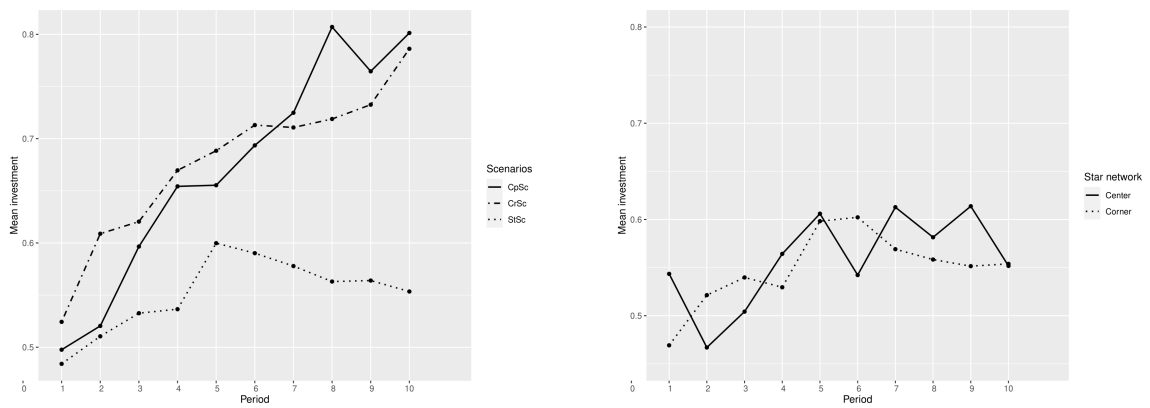 Mean investment
0.8
0.7
0.6
0.5
0 1 2 3 4 5 6 7 8 9 10
Period
Scenarios
CpSc
CrSc
StSc
Mean investment
0.8
0.7
0.6
0.5
0 1 2 3 4 5 6 7 8 9 10
Period
Star network
Center
Corner